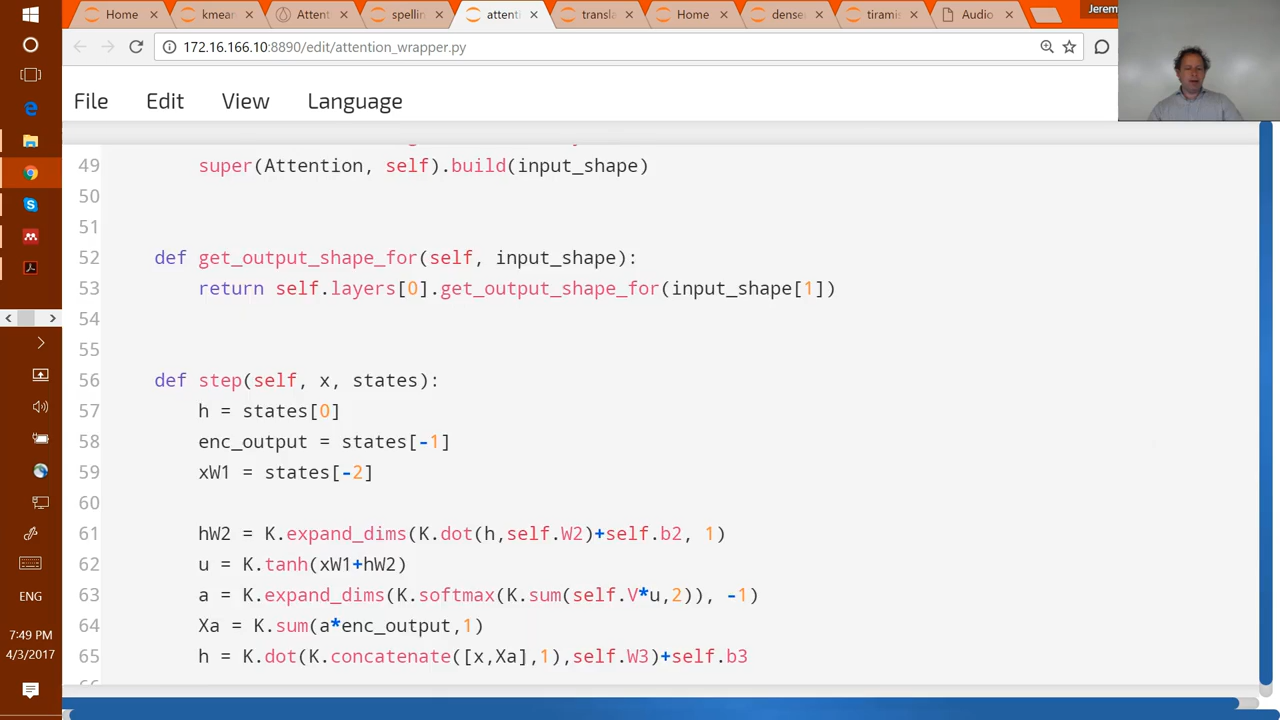 Home
kmear
Attent
spellin
attenti
transla
Home
dense
tiramis
Audio
Jerem
172.16.166.10:8890/edit/attention_wrapper.py
File Edit View Language
49 super(Attention, self).build(input_shape)
50
51
52 def get_output_shape_for(self, input_shape):
53 return self.layers[0].get_output_shape_for(input_shape[1])
54
55
56 def step(self, x, states):
57 h = states[0]
58 enc_output = states[-1]
59 xW1 = states[-2]
60
61 hW2 = K.expand_dims(K.dot(h,self.W2)+self.b2, 1)
62 u = K.tanh(xW1+hW2)
63 a = K.expand_dims(K.softmax(K.sum(self.V*u,2)), -1)
64 Xa = K.sum(a*enc_output,1)
65 h = K.dot(K.concatenate([x,Xa],1),self.W3)+self.b3
ENG
7:49 PM
4/3/2017